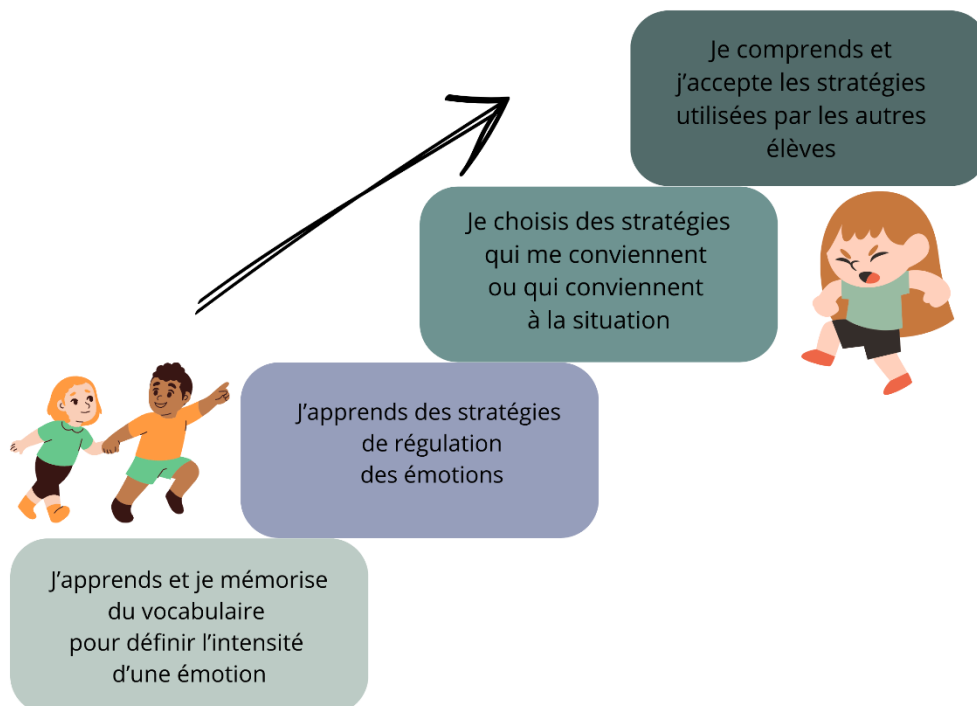 Je comprends et
j’accepte les stratégies
utilisées par les autres
élèves
Je choisis des stratégies
qui me conviennent
ou qui conviennent
à la situation
J’apprends des stratégies
de régulation
des émotions
J’apprends et je mémorise
du vocabulaire
pour définir l’intensité
d’une émotion